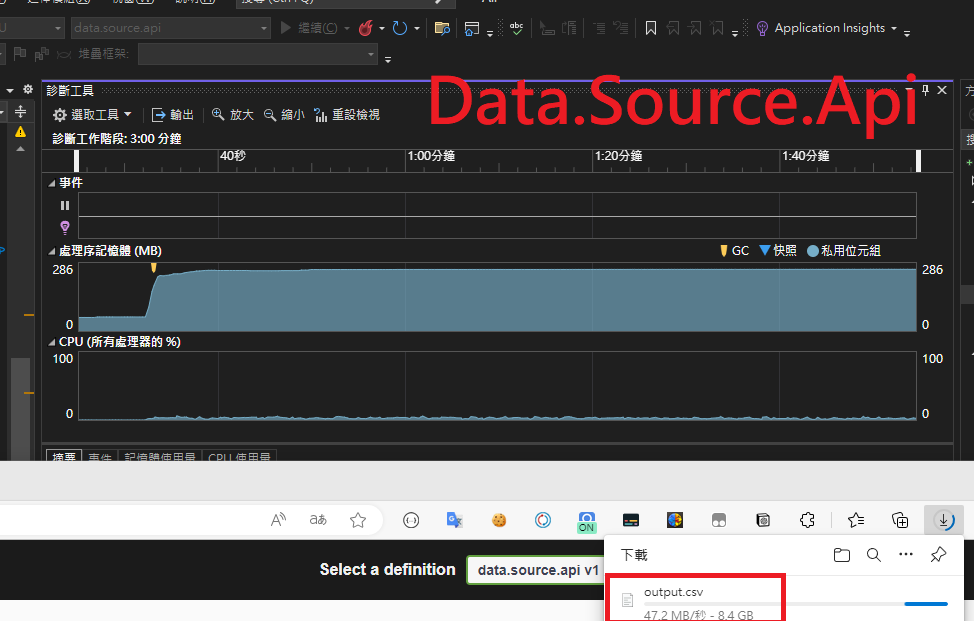 data.source.api
繼續(C)
Application Insights
堆疊框架:
Data.Source.Api
診斷工具
選取工具
輸出
放大
縮小
重設檢視
診斷工作階段: 3:00 分鐘
40秒
1:00分鐘
1:20分鐘
1:40分鐘
事件
處理序記憶體 (MB)
GC
快照
私用位元組
286
286
0
0
CPU (所有處理器的 %)
100
100
0
0
摘要
事件
記憶體使用量
CPU 使用量
ON
下載
Select a definition
data.source.api v1
output.csv
47.2 MB/秒 - 8.4 GB